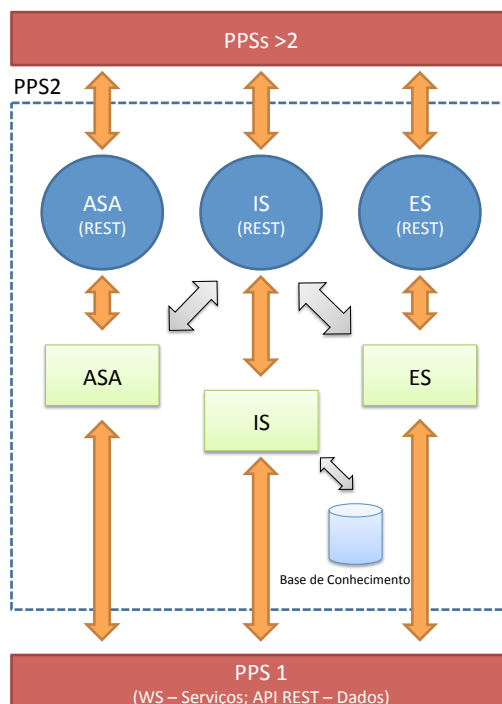 PPSs >2
PPS2
ASA
(REST)
IS
(REST)
ES
(REST)
ASA
IS
ES
Base de Conhecimento
PPS 1
(WS – Serviços; API REST – Dados)